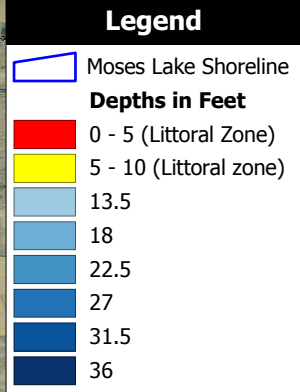 Legend
Moses Lake Shoreline
Depths in Feet
0 - 5 (Littoral Zone)
5 - 10 (Littoral zone)
13.5
18
22.5
27
31.5
36